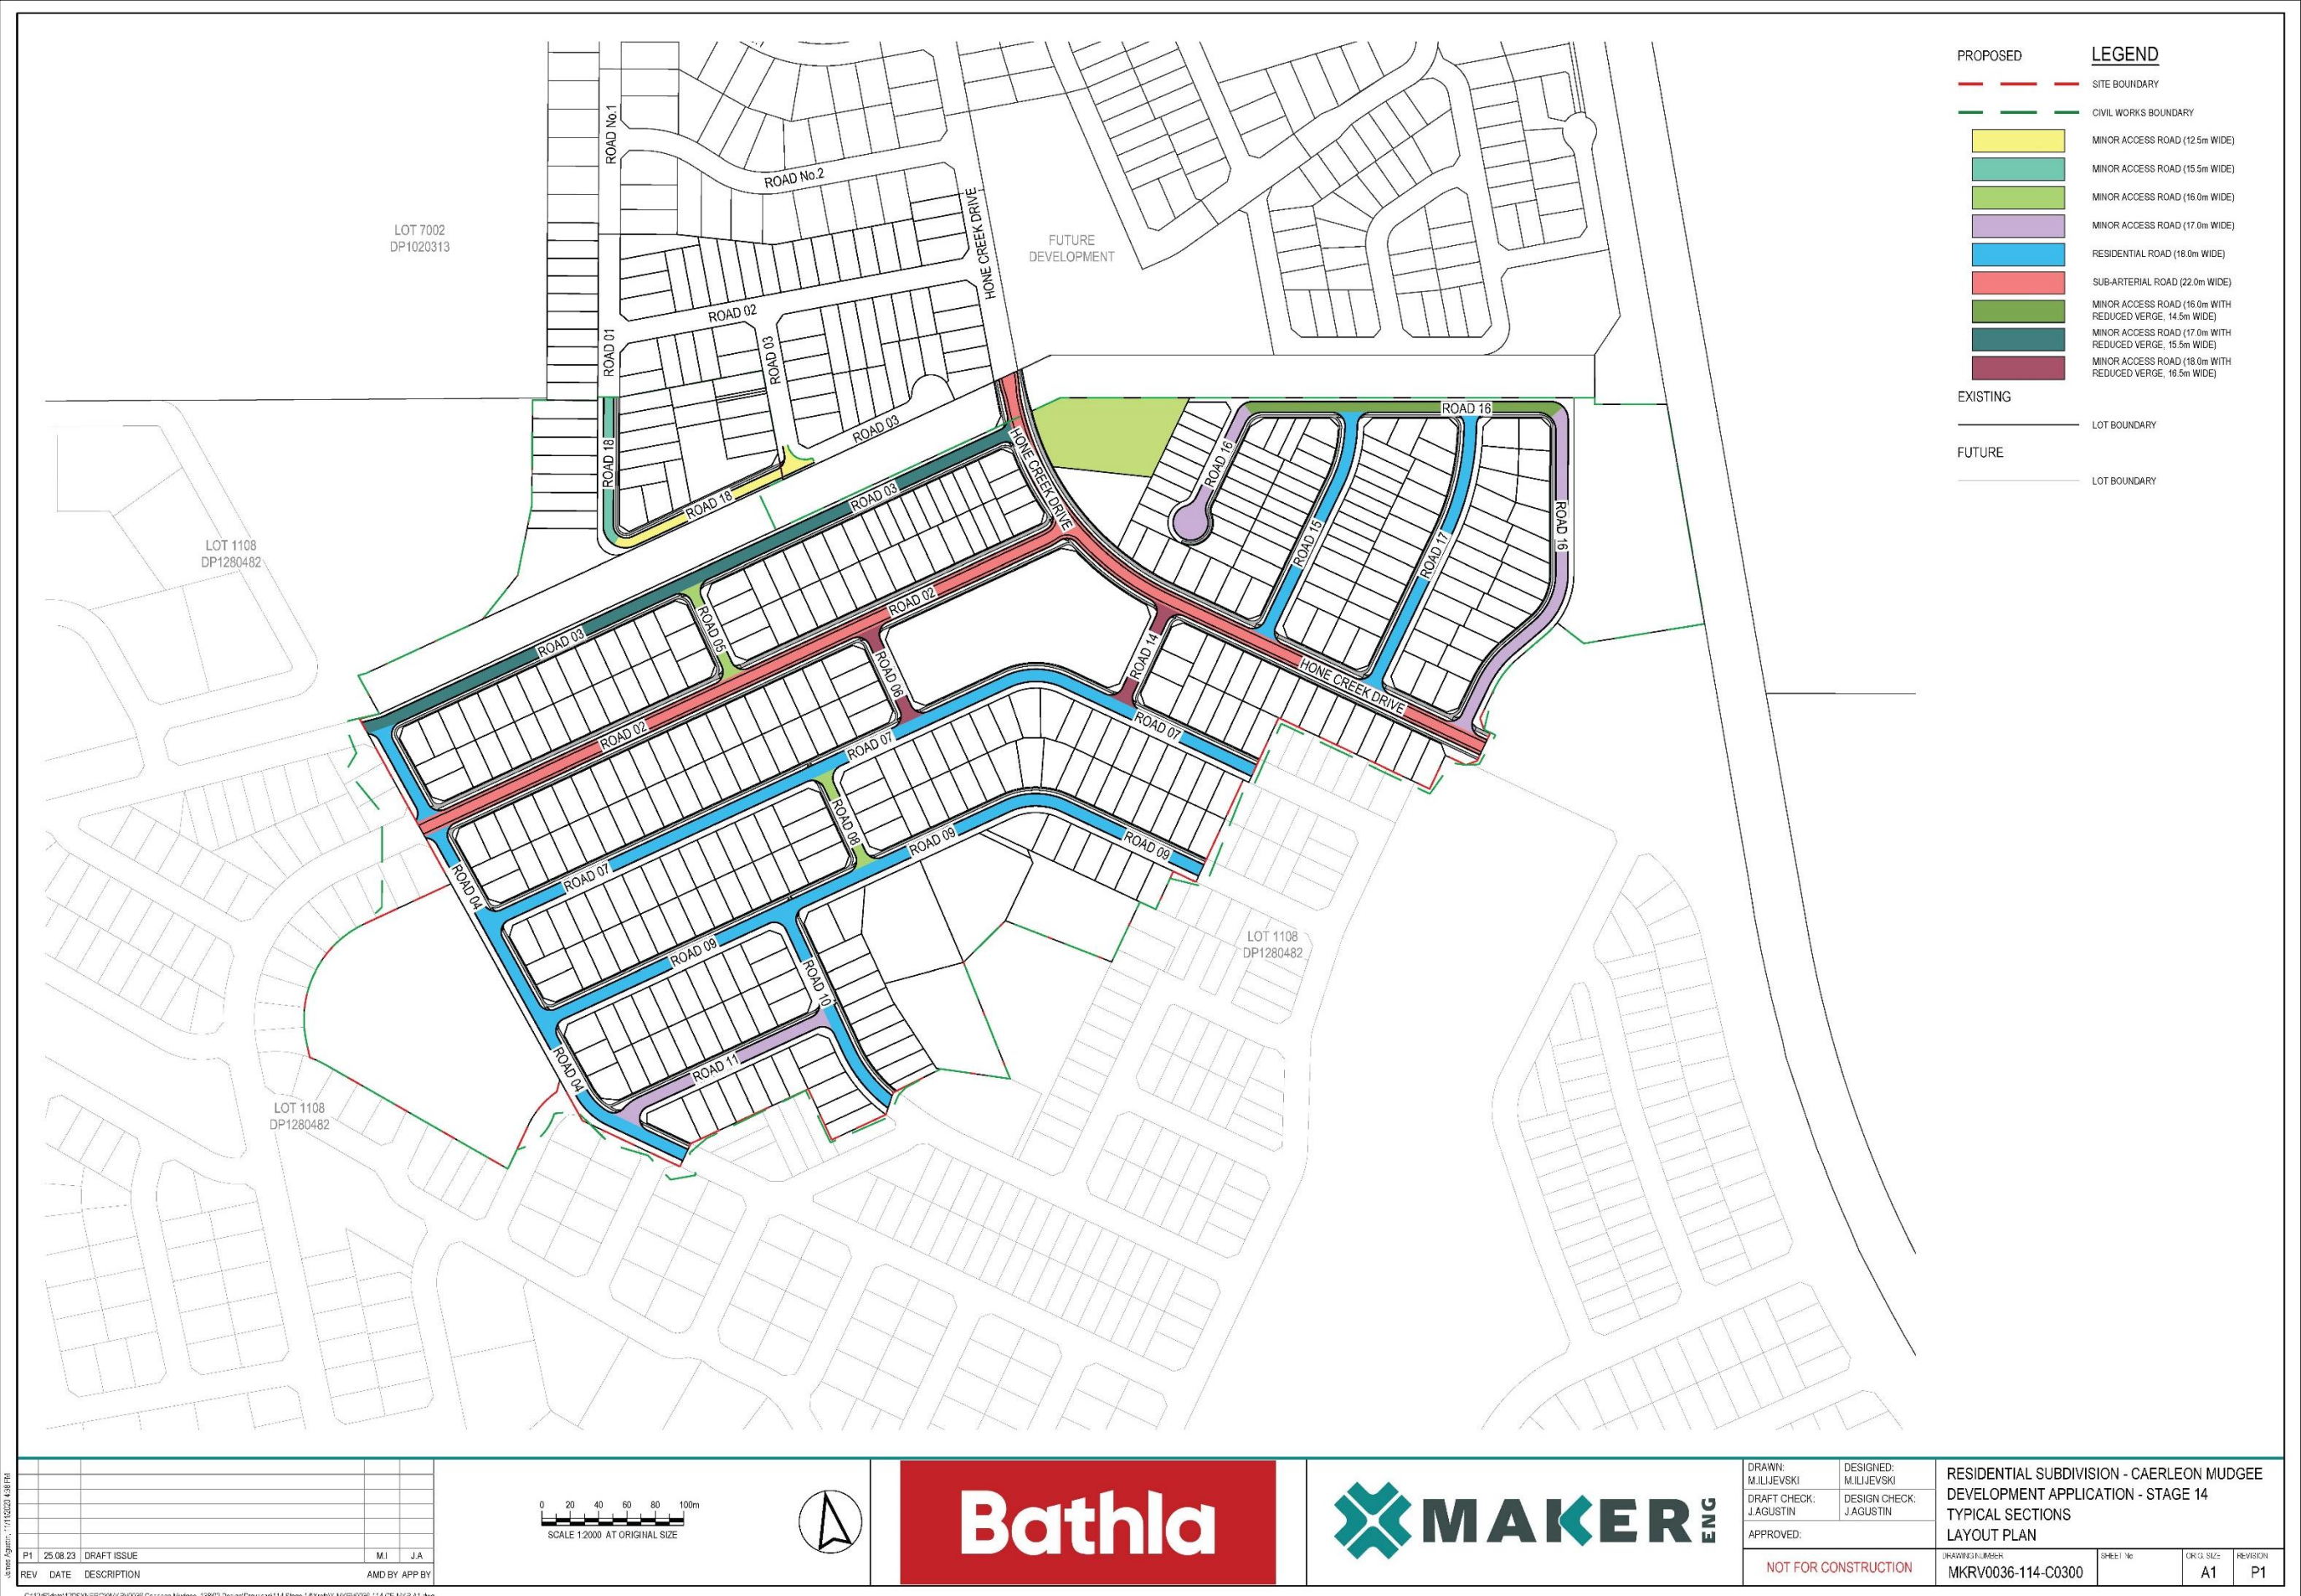 PROPOSED
LEGEND
SITE BOUNDARY
CIVIL WORKS BOUNDARY
MINOR ACCESS ROAD (12.5m WIDE)
MINOR ACCESS ROAD (15.5m WIDE)
MINOR ACCESS ROAD (16.0m WIDE)
MINOR ACCESS ROAD (17.0m WIDE)
RESIDENTIAL ROAD (18.0m WIDE)
SUB-ARTERIAL ROAD (22.0m WIDE)
MINOR ACCESS ROAD (16.0m WITH
REDUCED VERGE, 14.5m WIDE)
MINOR ACCESS ROAD (17.0m WITH
REDUCED VERGE, 15.5m WIDE)
MINOR ACCESS ROAD (18.0m WITH
REDUCED VERGE, 16.5m WIDE)
EXISTING
LOT BOUNDARY
FUTURE
LOT BOUNDARY
ROAD No.1
ROAD No.2
HONE CREEK DRIVE
LOT 7002
DP1020313
FUTURE
DEVELOPMENT
ROAD 02
ROAD 01
ROAD 03
ROAD 03
ROAD 18
ROAD 18
HONE CREEK DRIVE
ROAD 16
ROAD 16
ROAD 16
ROAD 15
ROAD 17
LOT 1108
DP1280482
ROAD 03
ROAD 03
ROAD 05
ROAD 02
ROAD 02
ROAD 06
ROAD 14
HONE CREEK DRIVE
ROAD 07
ROAD 07
ROAD 07
ROAD 08
ROAD 09
ROAD 09
ROAD 09
ROAD 04
ROAD 04
ROAD 10
ROAD 11
LOT 1108
DP1280482
LOT 1108
DP1280482
P1 25.08.23 DRAFT ISSUE M.I J.A
REV DATE DESCRIPTION AMD BY APP BY
0 20 40 60 80 100m
SCALE 1:2000 AT ORIGINAL SIZE
Bathla
MAKER ENG
DRAWN:
M.ILIJEVSKI
DESIGNED:
M.ILIJEVSKI
DRAFT CHECK:
J.AGUSTIN
DESIGN CHECK:
J.AGUSTIN
APPROVED:
NOT FOR CONSTRUCTION
RESIDENTIAL SUBDIVISION - CAERLEON MUDGEE
DEVELOPMENT APPLICATION - STAGE 14
TYPICAL SECTIONS
LAYOUT PLAN
DRAWING NUMBER
MKRV0036-114-C0300
SHEET No
ORIG. SIZE
A1
REVISION
P1